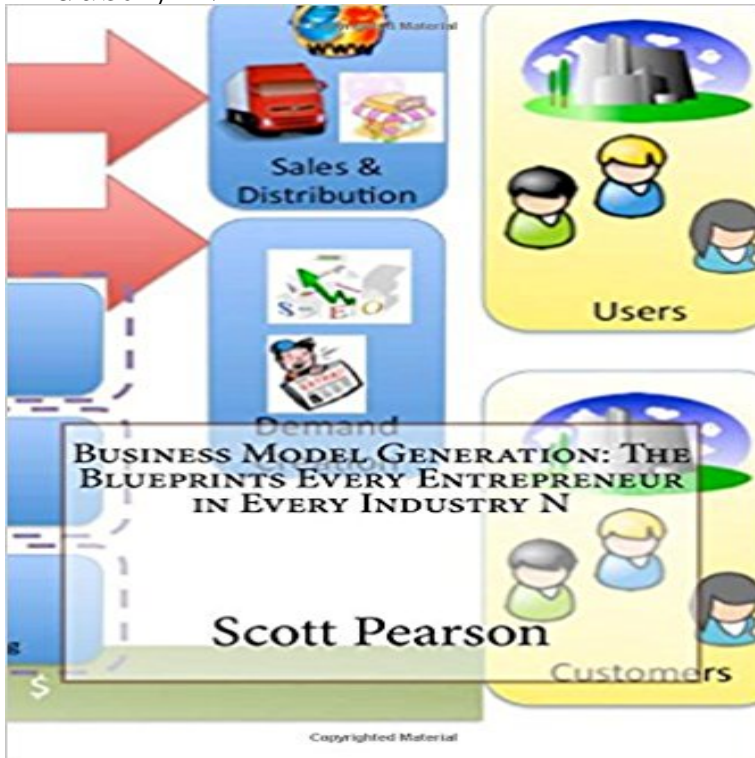 Copyrighted Material
Sales &
Distribution
Users
S E O
Demand
Creation
BUSINESS MODEL GENERATION: THE
BLUEPRINTS EVERY ENTREPRENEUR
IN EVERY INDUSTRY N
Scott Pearson
$
Customers
Copyrighted Material